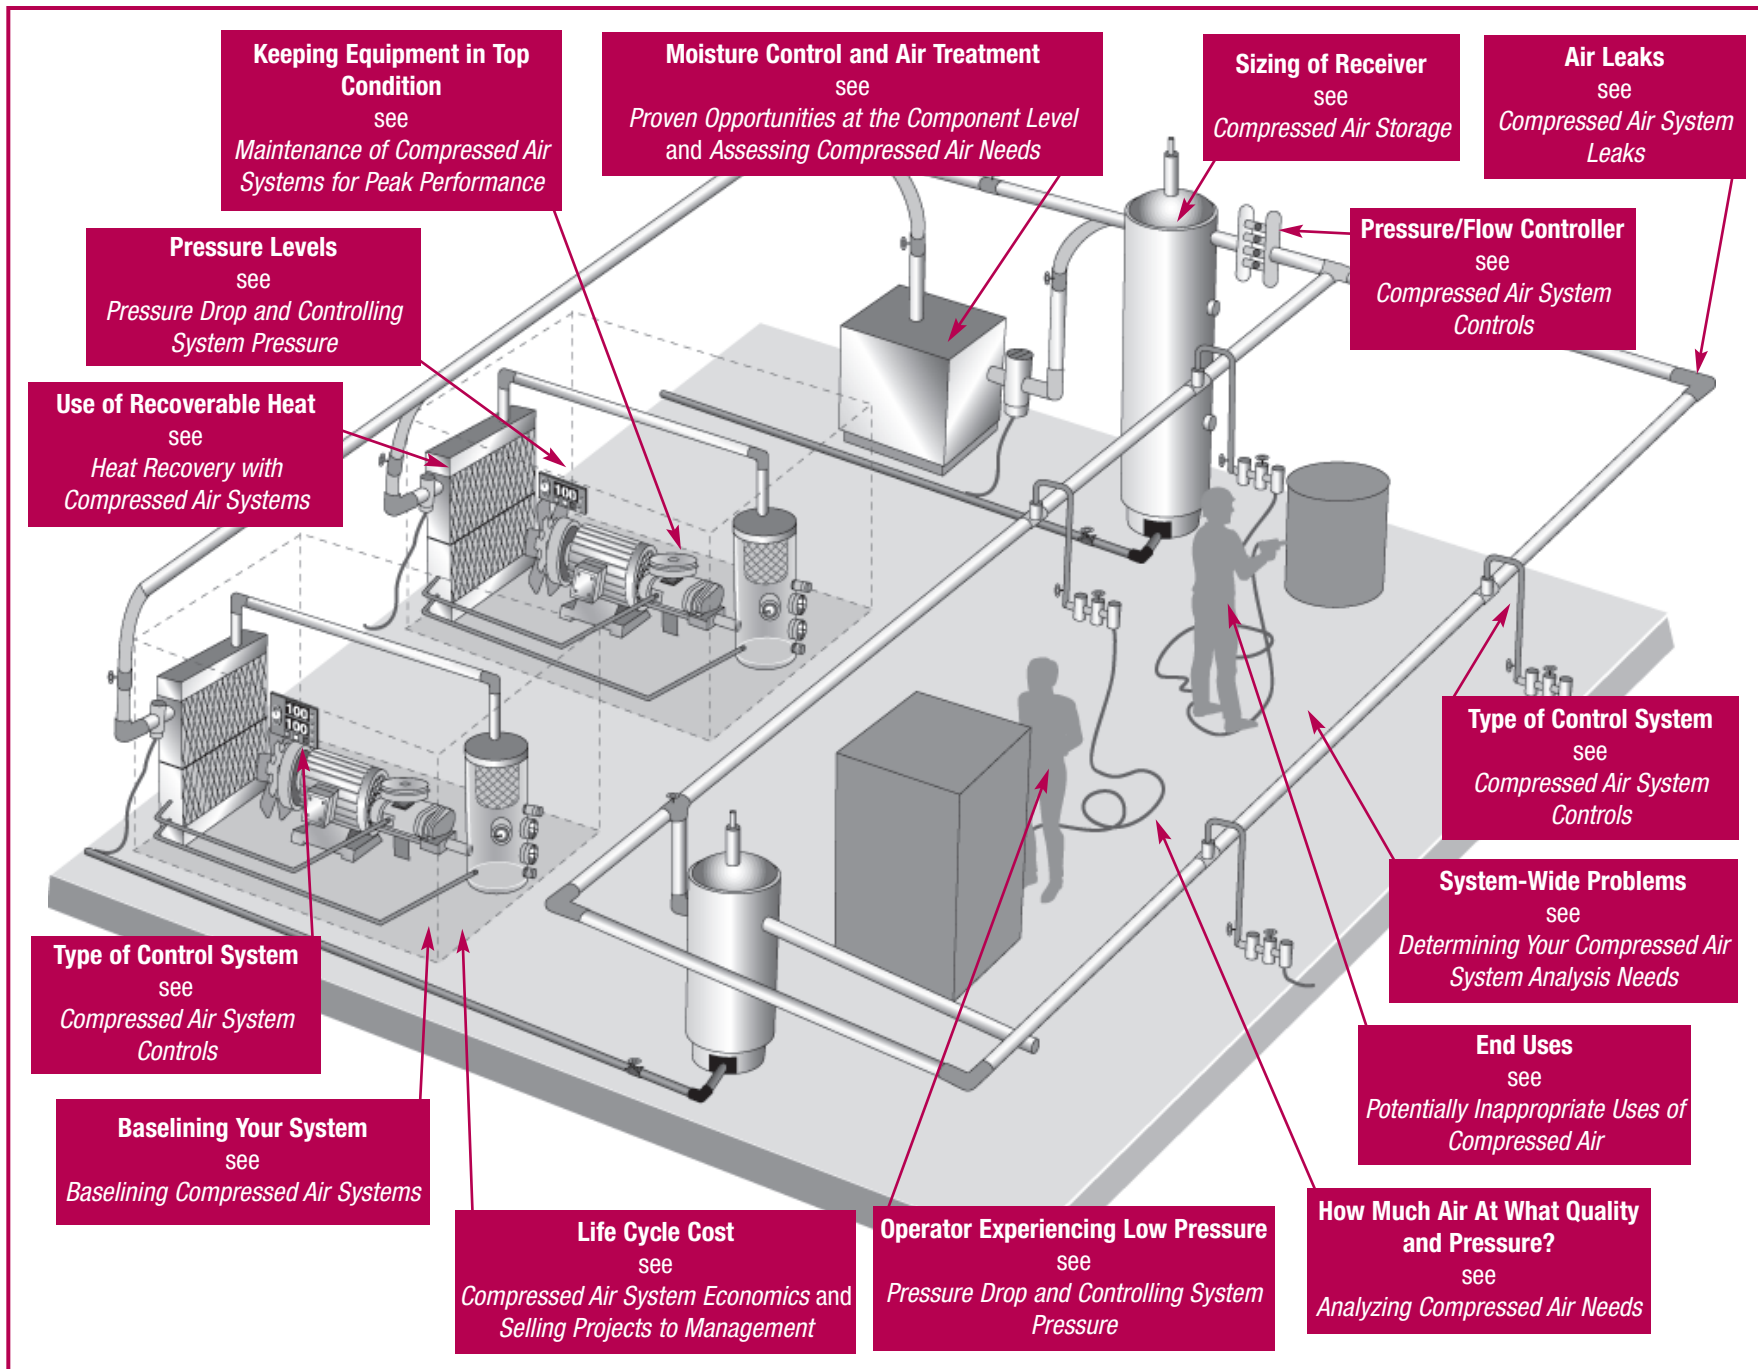 Keeping Equipment in Top
Condition
see
Maintenance of Compressed Air
Systems for Peak Performance
Moisture Control and Air Treatment
see
Proven Opportunities at the Component Level
and Assessing Compressed Air Needs
Sizing of Receiver
see
Compressed Air Storage
Air Leaks
see
Compressed Air System
Leaks
Pressure Levels
see
Pressure Drop and Controlling
System Pressure
Pressure/Flow Controller
see
Compressed Air System
Controls
Use of Recoverable Heat
see
Heat Recovery with
Compressed Air Systems
100
100
100
Type of Control System
see
Compressed Air System
Controls
Type of Control System
see
Compressed Air System
Controls
System-Wide Problems
see
Determining Your Compressed Air
System Analysis Needs
End Uses
see
Potentially Inappropriate Uses of
Compressed Air
Baselining Your System
see
Baselining Compressed Air Systems
Life Cycle Cost
see
Compressed Air System Economics and
Selling Projects to Management
Operator Experiencing Low Pressure
see
Pressure Drop and Controlling System
Pressure
How Much Air At What Quality
and Pressure?
see
Analyzing Compressed Air Needs